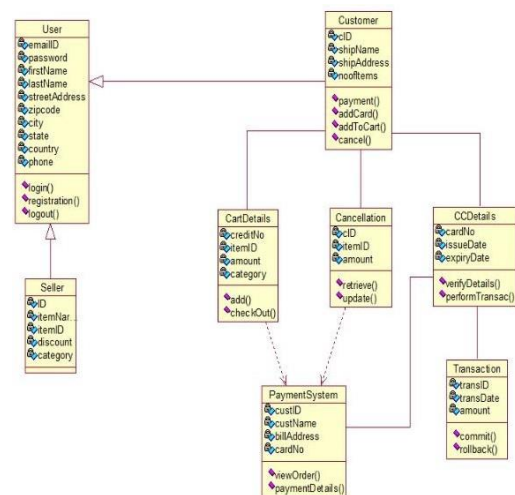 User
emailID
password
firstName
lastName
streetAddress
zipcode
city
state
country
phone
login()
registration()
logout()
Customer
cID
shipName
shipAddress
noofItems
payment()
addCard()
addToCart()
cancel()
CartDetails
creditNo
itemID
amount
category
add()
checkOut()
Cancellation
cID
itemID
amount
retrieve()
update()
CCDetails
cardNo
issueDate
expiryDate
verifyDetails()
performTransac()
Seller
ID
itemNar...
itemID
discount
category
PaymentSystem
custID
custName
billAddress
cardNo
viewOrder()
paymentDetails()
Transaction
transID
transDate
amount
commit()
rollback()